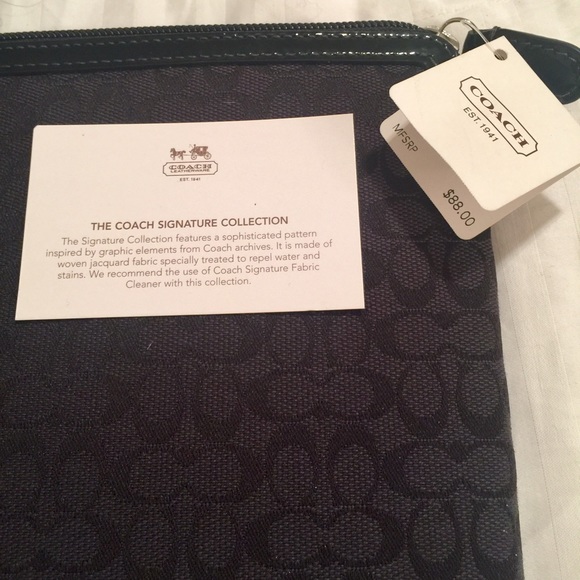 COACH
EST. 1941
MFSRP
$88.00
COACH
LEATHERWARE
EST. 1941
THE COACH SIGNATURE COLLECTION
The Signature Collection features a sophisticated pattern
inspired by graphic elements from Coach archives. It is made of
woven jacquard fabric specially treated to repel water and
stains. We recommend the use of Coach Signature Fabric
Cleaner with this collection.